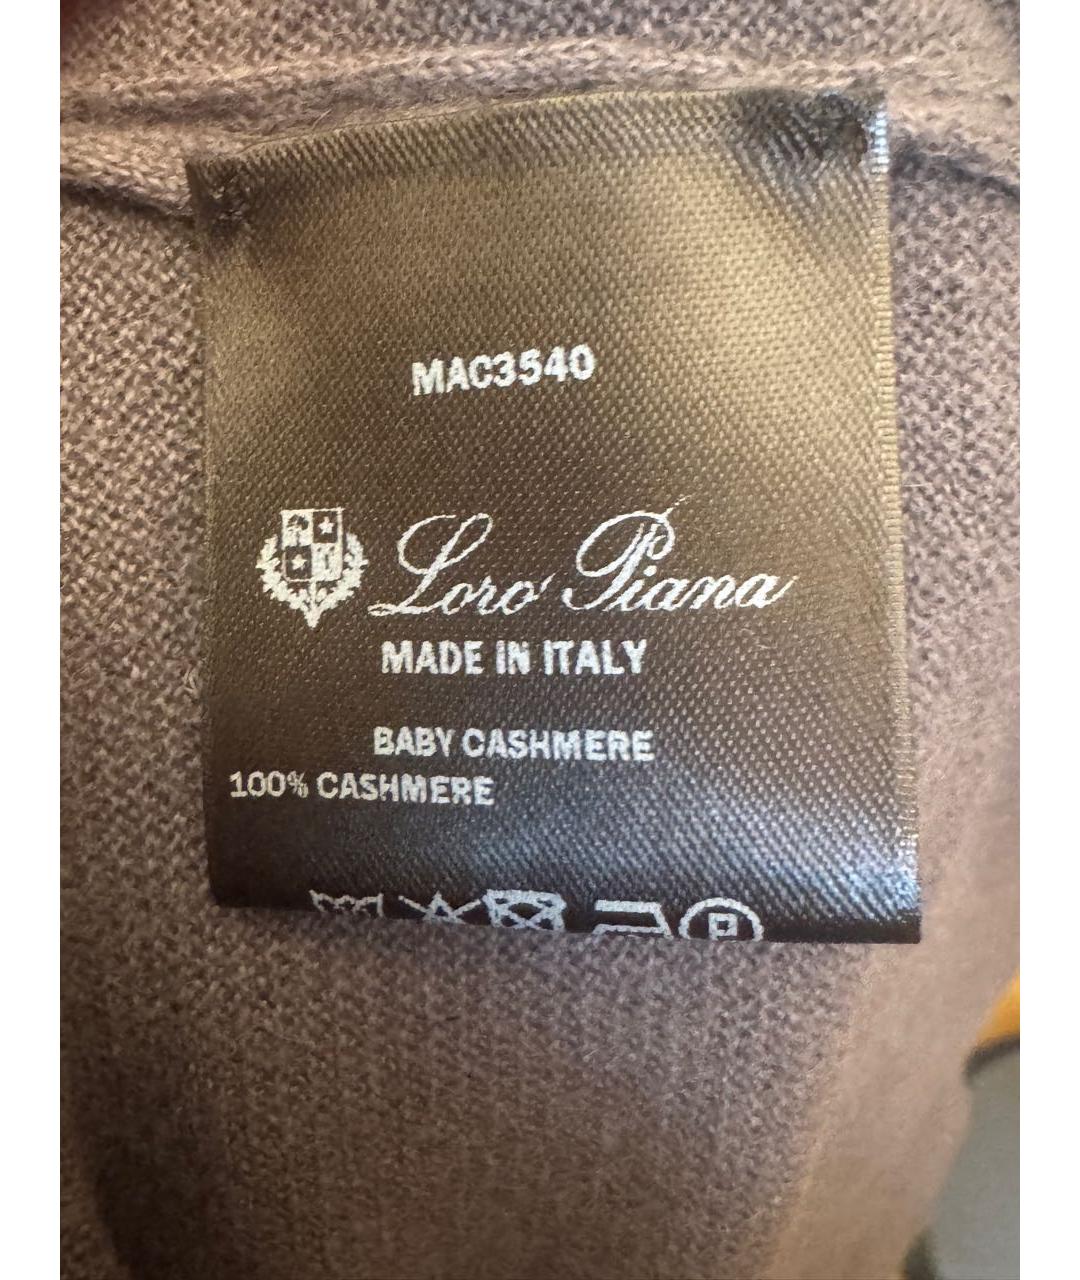 MAC3540
Loro Piana
MADE IN ITALY
BABY CASHMERE
100% CASHMERE
P